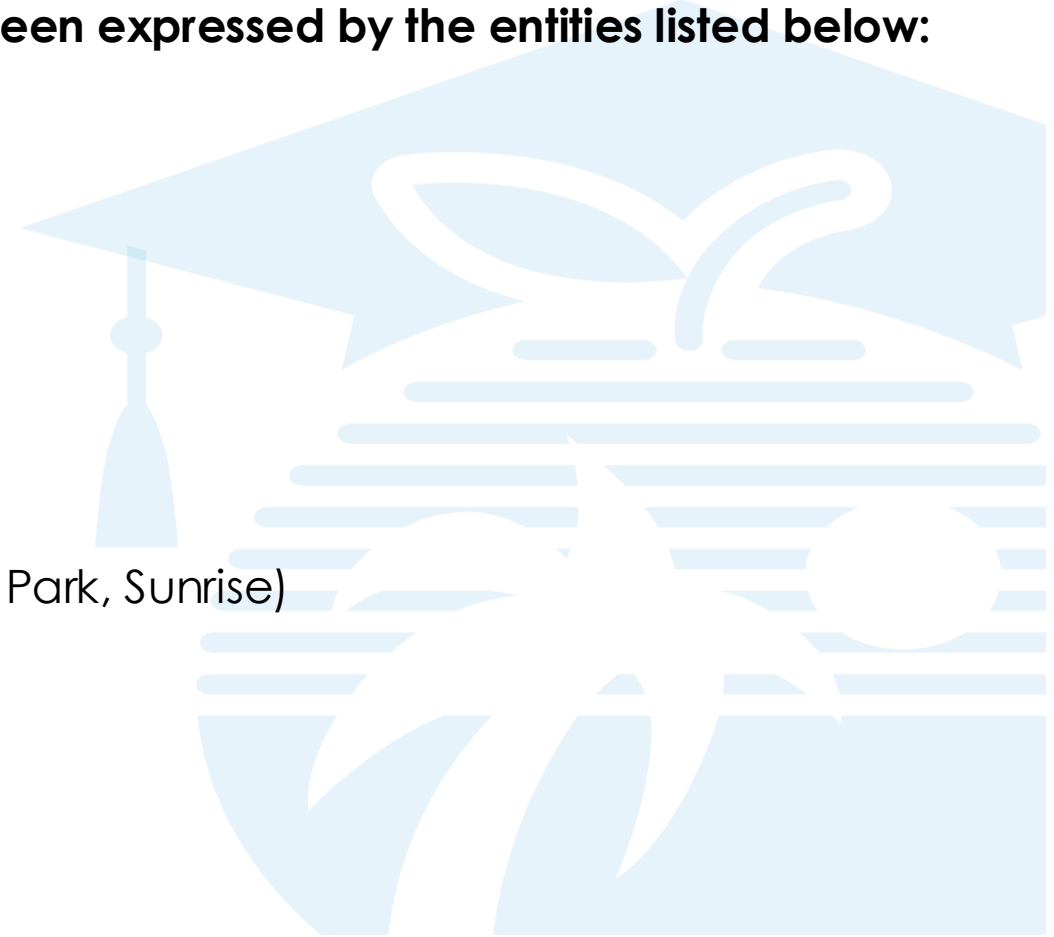 een expressed by the entities listed below:
Park, Sunrise)